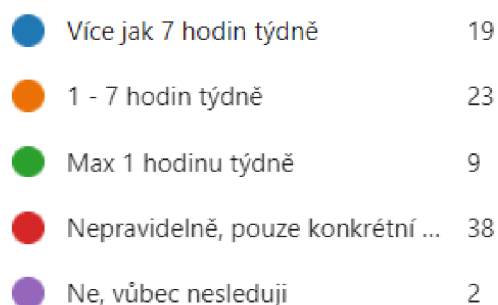 Více jak 7 hodin týdně 19
1 - 7 hodin týdně 23
Max 1 hodinu týdně 9
Nepravidelně, pouze konkrétní ... 38
Ne, vůbec nesleduji 2